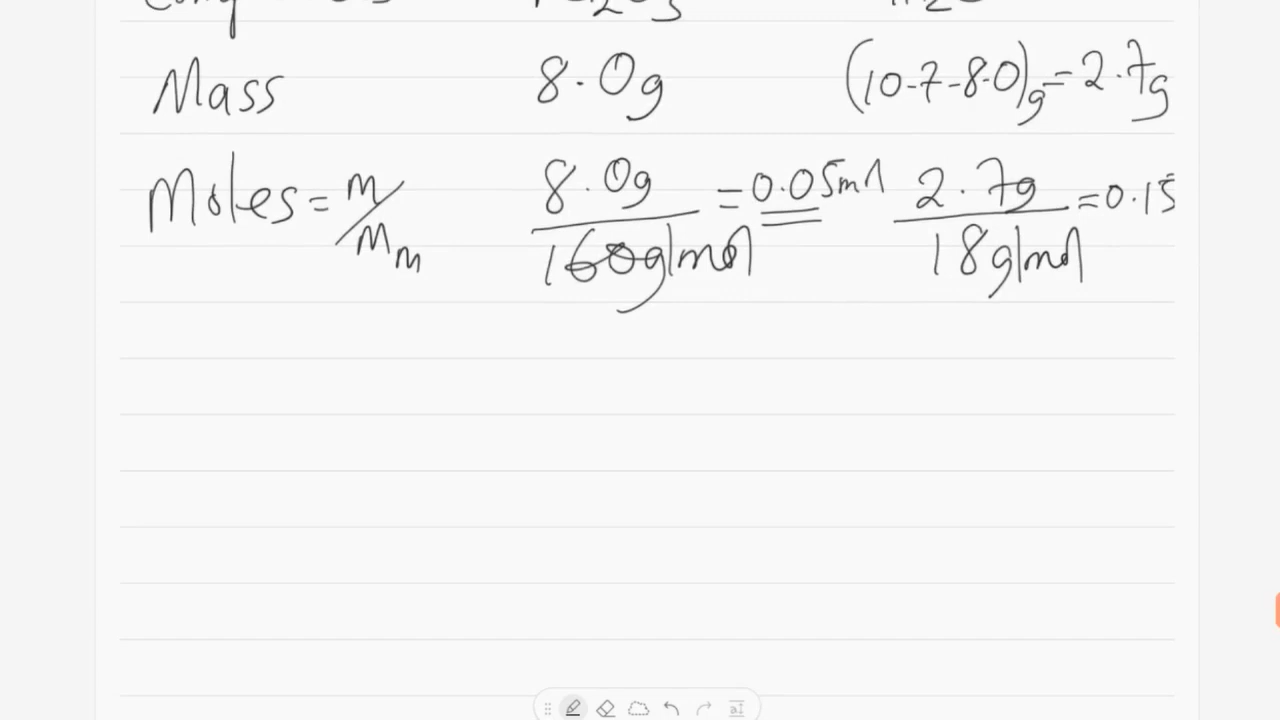 Mass 8.0g (10.7-8.0)g=2.7g
Moles = m/Mm 8.0g/160g/mol = 0.05mol 2.7g/18g/mol = 0.15